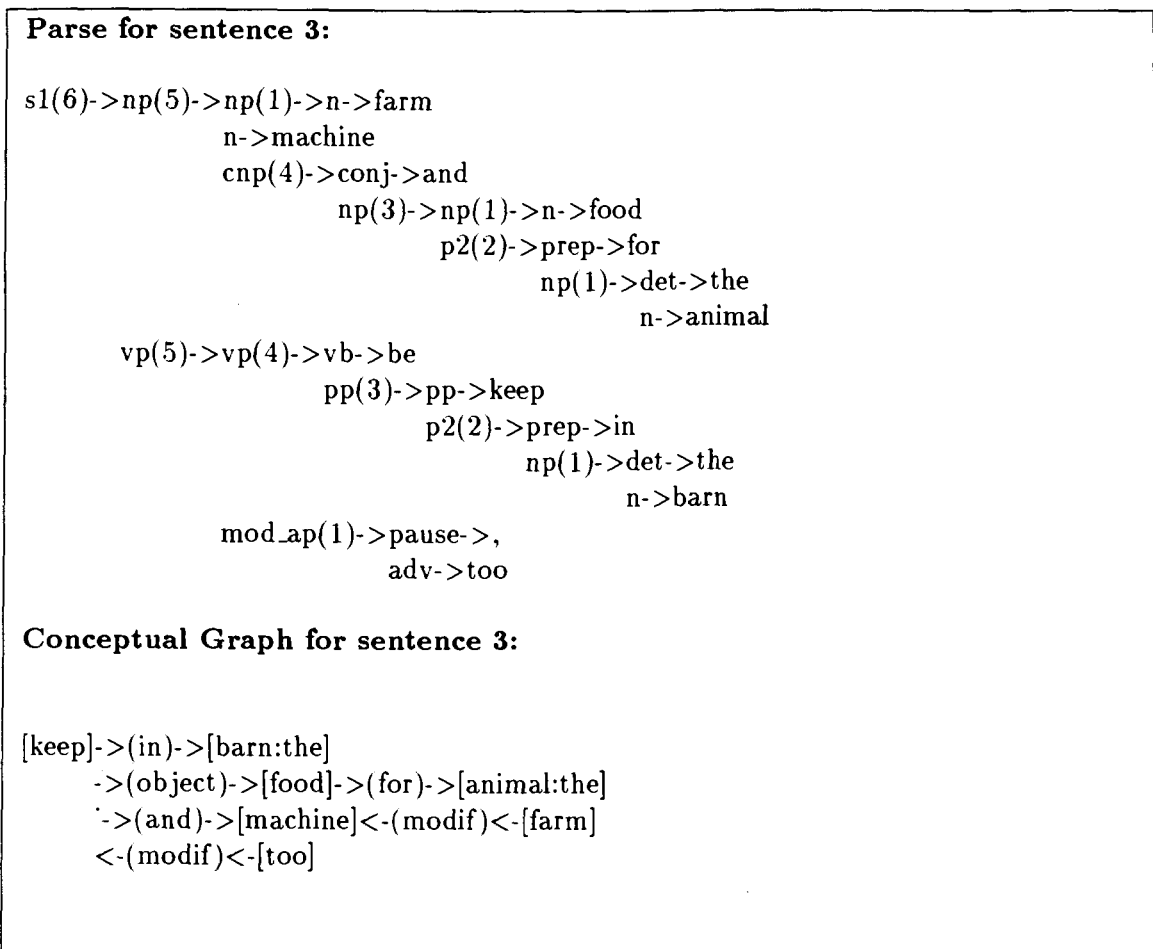 Parse for sentence 3:
s1(6)->np(5)->np(1)->n->farm
n->machine
cnp(4)->conj->and
np(3)->np(1)->n->food
p2(2)->prep->for
np(1)->det->the
n->animal
vp(5)->vp(4)->vb->be
pp(3)->pp->keep
p2(2)->prep->in
np(1)->det->the
n->barn
mod_ap(1)->pause->,
adv->too
Conceptual Graph for sentence 3:
[keep]->(in)->[barn:the]
->(object)->[food]->(for)->[animal:the]
->(and)->[machine]<-(modif)<-[farm]
<-(modif)<-[too]